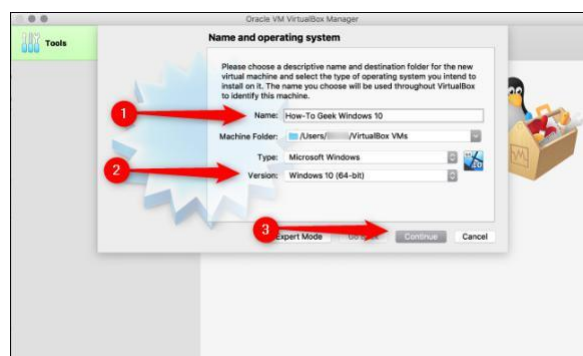 Oracle VM VirtualBox Manager
Tools
Name and operating system
Please choose a descriptive name and destination folder for the new
virtual machine and select the type of operating system you intend to
install on it. The name you choose will be used throughout VirtualBox
to identify this machine.
1
Name: How-To Geek Windows 10
Machine Folder: /Users/ /VirtualBox VMs
Type: Microsoft Windows
2
Version: Windows 10 (64-bit)
3
Expert Mode Continue Cancel